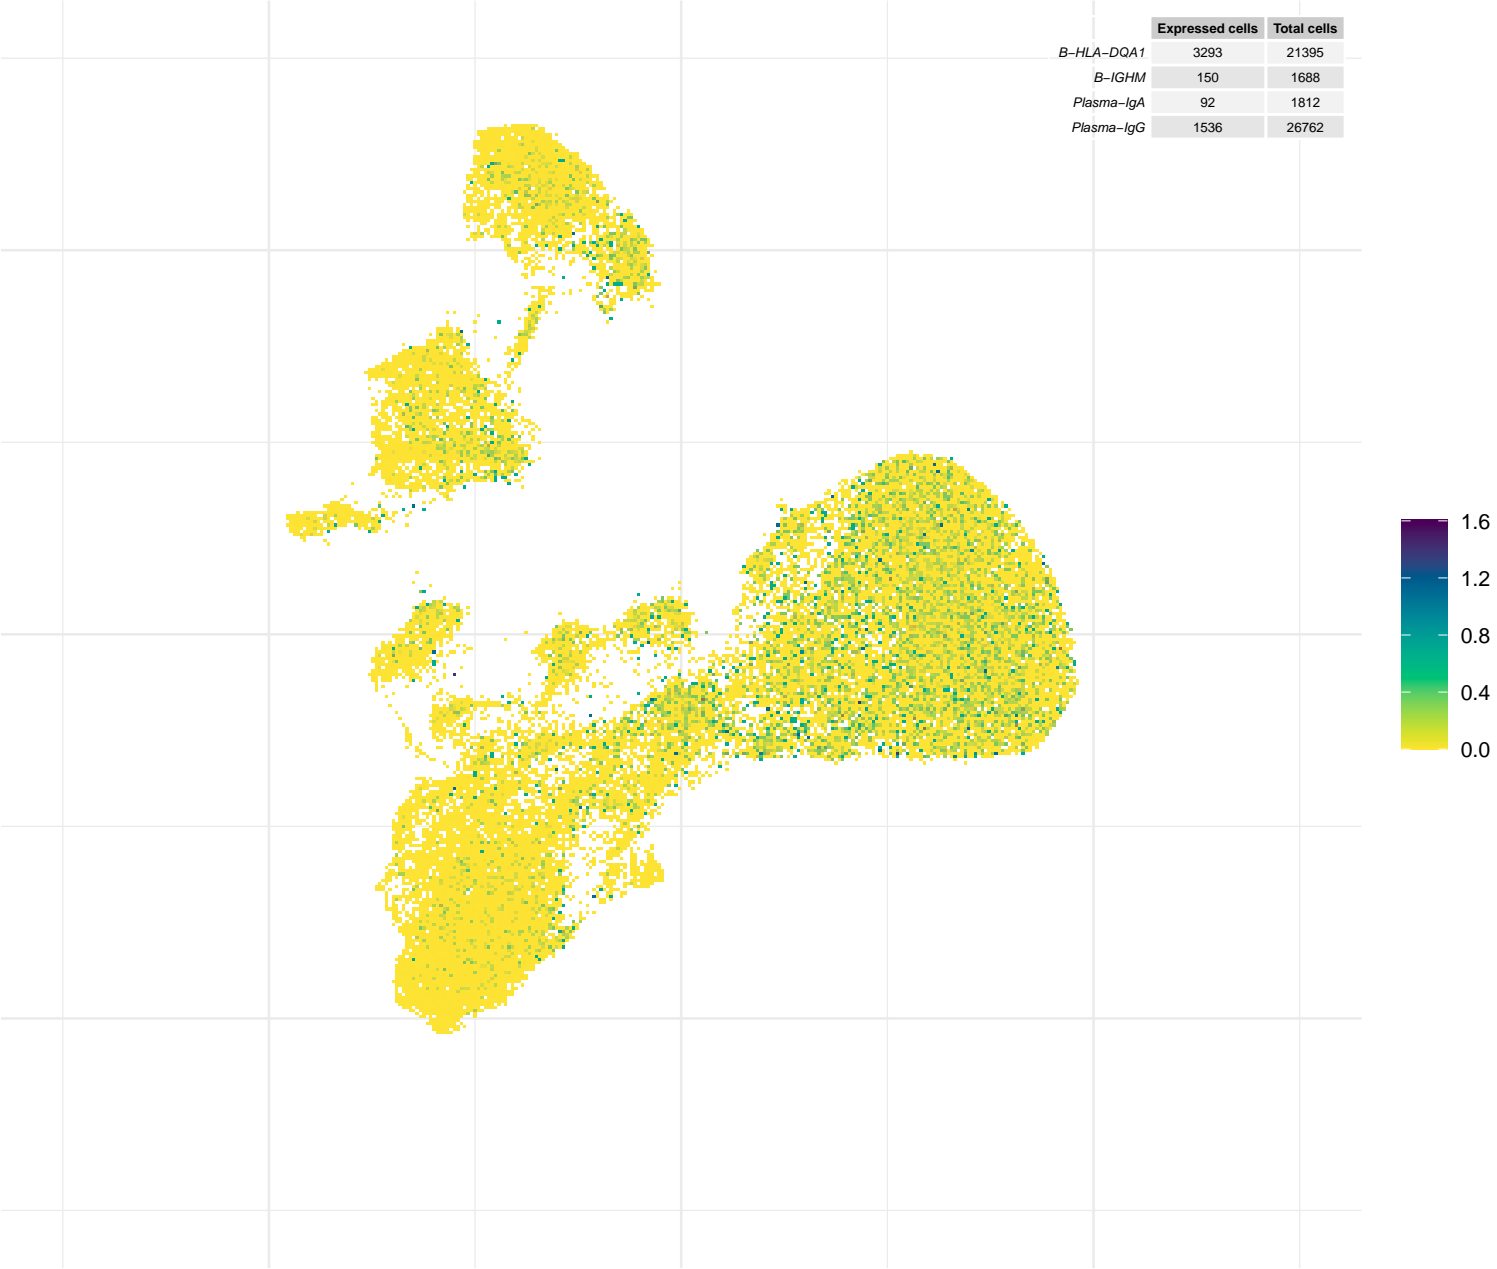 Expressed cells Total cells
B−HLA−DQA1 3293 21395
B−IGHM 150 1688
Plasma−IgA 92 1812
Plasma−IgG 1536 26762
1.6
1.2
0.8
0.4
0.0